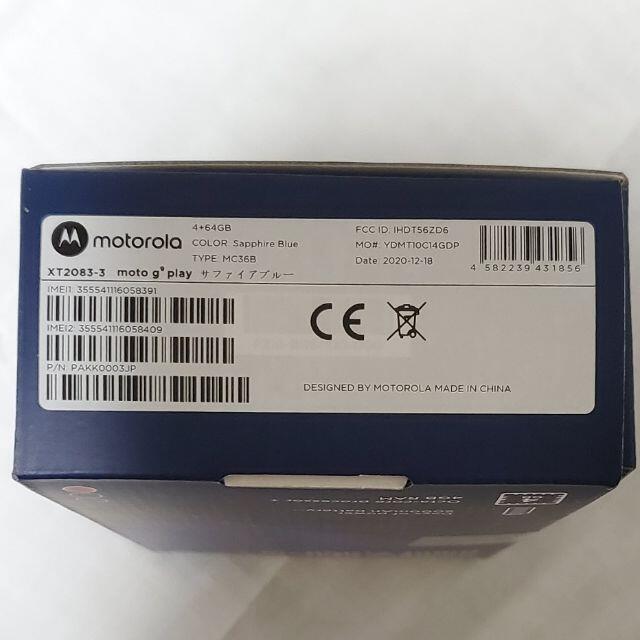 motorola
4+64GB
COLOR: Sapphire Blue
TYPE: MC36B
FCC ID: IHDT56ZD6
MO#: YDMT10C14GDP
Date: 2020-12-18
4 582239 431856
XT2083-3 moto g⁹ play サファイアブルー
IMEI1: 355541116058391
IMEI2: 355541116058409
P/N: PAKK0003JP
CE
DESIGNED BY MOTOROLA MADE IN CHINA
4GB RAM